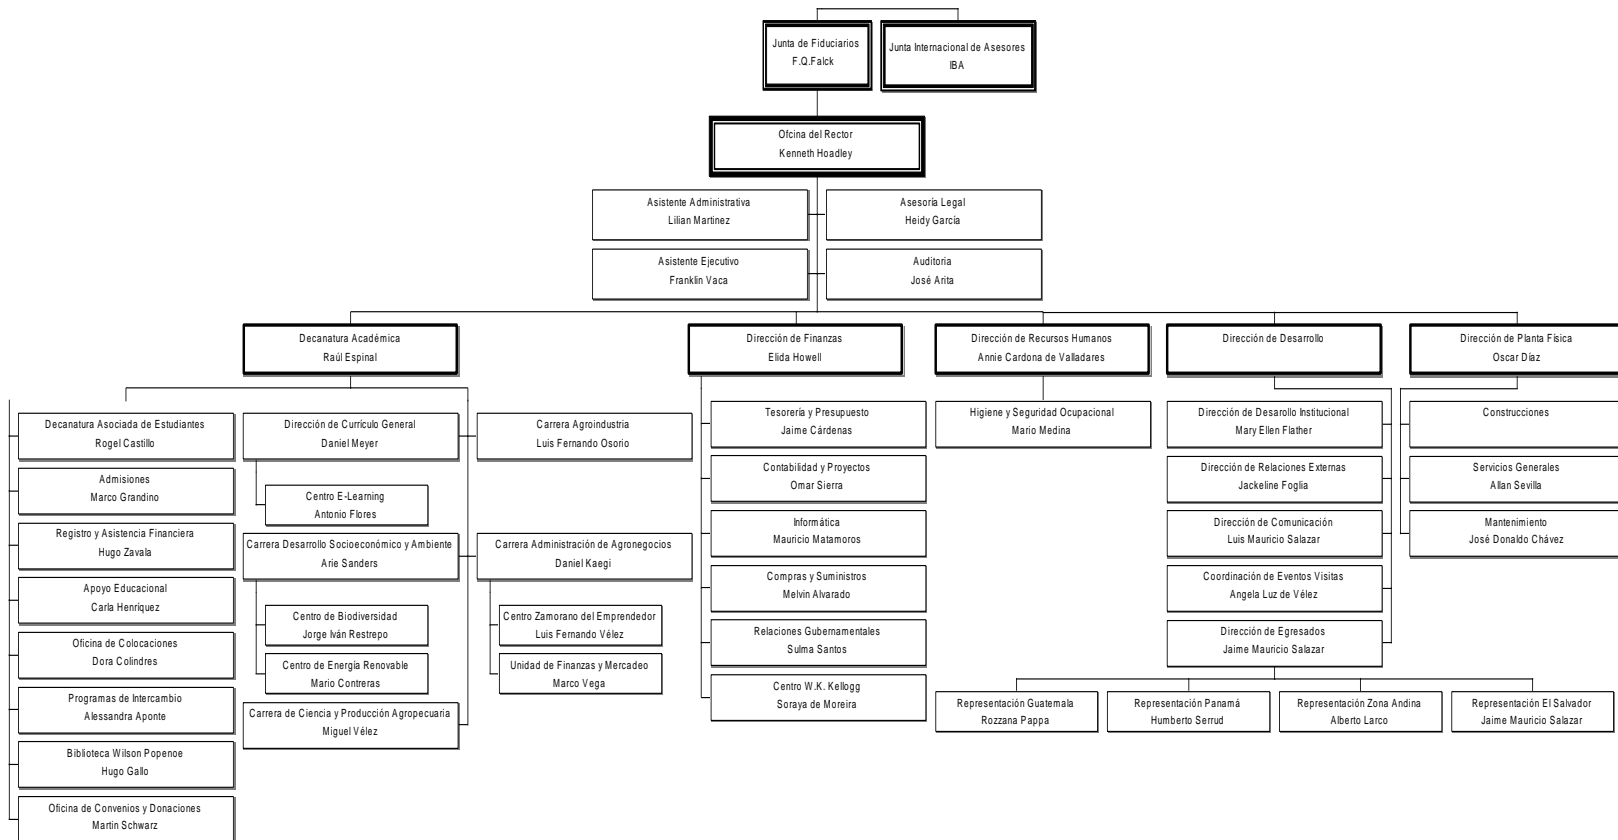 Junta de Fiduciarios
F.Q.Falck
Junta Internacional de Asesores
IBA
Ofcina del Rector
Kenneth Hoadley
Asistente Administrativa
Lilian Martinez
Asesoría Legal
Heidy García
Asistente Ejecutivo
Franklin Vaca
Auditoria
José Arita
Decanatura Académica
Raúl Espinal
Dirección de Finanzas
Elida Howell
Dirección de Recursos Humanos
Annie Cardona de Valladares
Dirección de Desarrollo
Dirección de Planta Física
Oscar Díaz
Decanatura Asociada de Estudiantes
Rogel Castillo
Admisiones
Marco Grandino
Registro y Asistencia Financiera
Hugo Zavala
Apoyo Educacional
Carla Henríquez
Oficina de Colocaciones
Dora Colindres
Programas de Intercambio
Alessandra Aponte
Biblioteca Wilson Popenoe
Hugo Gallo
Oficina de Convenios y Donaciones
Martin Schwarz
Dirección de Currículo General
Daniel Meyer
Centro E-Learning
Antonio Flores
Carrera Desarrollo Socioeconómico y Ambiente
Arie Sanders
Centro de Biodiversidad
Jorge Iván Restrepo
Centro de Energía Renovable
Mario Contreras
Carrera de Ciencia y Producción Agropecuaria
Miguel Vélez
Carrera Agroindustria
Luis Fernando Osorio
Carrera Administración de Agronegocios
Daniel Kaegi
Centro Zamorano del Emprendedor
Luis Fernando Vélez
Unidad de Finanzas y Mercadeo
Marco Vega
Tesorería y Presupuesto
Jaime Cárdenas
Contabilidad y Proyectos
Omar Sierra
Informática
Mauricio Matamoros
Compras y Suministros
Melvin Alvarado
Relaciones Gubernamentales
Sulma Santos
Centro W.K. Kellogg
Soraya de Moreira
Higiene y Seguridad Ocupacional
Mario Medina
Dirección de Desarollo Institucional
Mary Ellen Flather
Dirección de Relaciones Externas
Jackeline Foglia
Dirección de Comunicación
Luis Mauricio Salazar
Coordinación de Eventos Visitas
Angela Luz de Vélez
Dirección de Egresados
Jaime Mauricio Salazar
Representación Guatemala
Rozzana Pappa
Representación Panamá
Humberto Serrud
Representación Zona Andina
Alberto Larco
Representación El Salvador
Jaime Mauricio Salazar
Construcciones
Servicios Generales
Allan Sevilla
Mantenimiento
José Donaldo Chávez